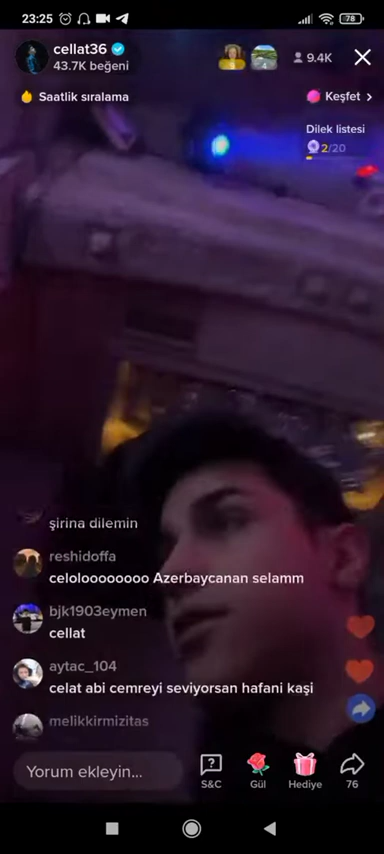 23:25
78
cellat36
43.7K beğeni
9.4K
Saatlik sıralama
Keşfet
Dilek listesi
2/20
şirina dilemin
reshidoffa
celoloooooooo Azerbaycanan selamm
bjk1903eymen
cellat
aytac_104
celat abi cemreyi seviyorsan hafani kaşi
melikkirmizitas
Yorum ekleyin...
S&C
Gül
Hediye
76